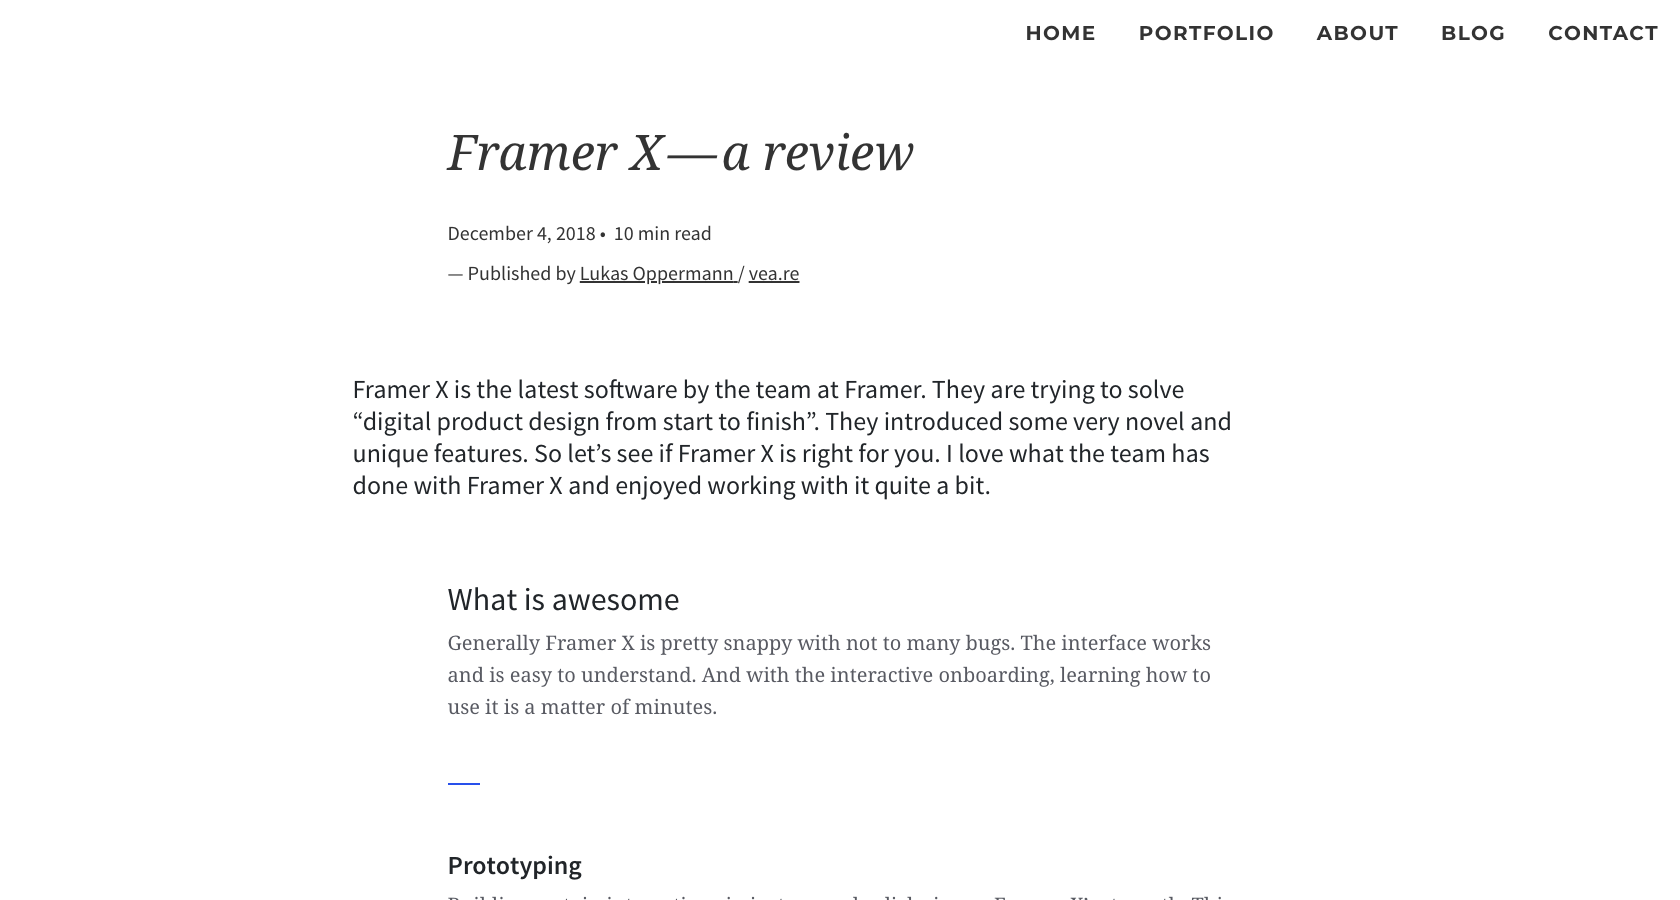 HOME PORTFOLIO ABOUT BLOG CONTACT
Framer X — a review
December 4, 2018 • 10 min read
— Published by Lukas Oppermann / vea.re
Framer X is the latest software by the team at Framer. They are trying to solve
“digital product design from start to finish”. They introduced some very novel and
unique features. So let’s see if Framer X is right for you. I love what the team has
done with Framer X and enjoyed working with it quite a bit.
What is awesome
Generally Framer X is pretty snappy with not to many bugs. The interface works
and is easy to understand. And with the interactive onboarding, learning how to
use it is a matter of minutes.
Prototyping